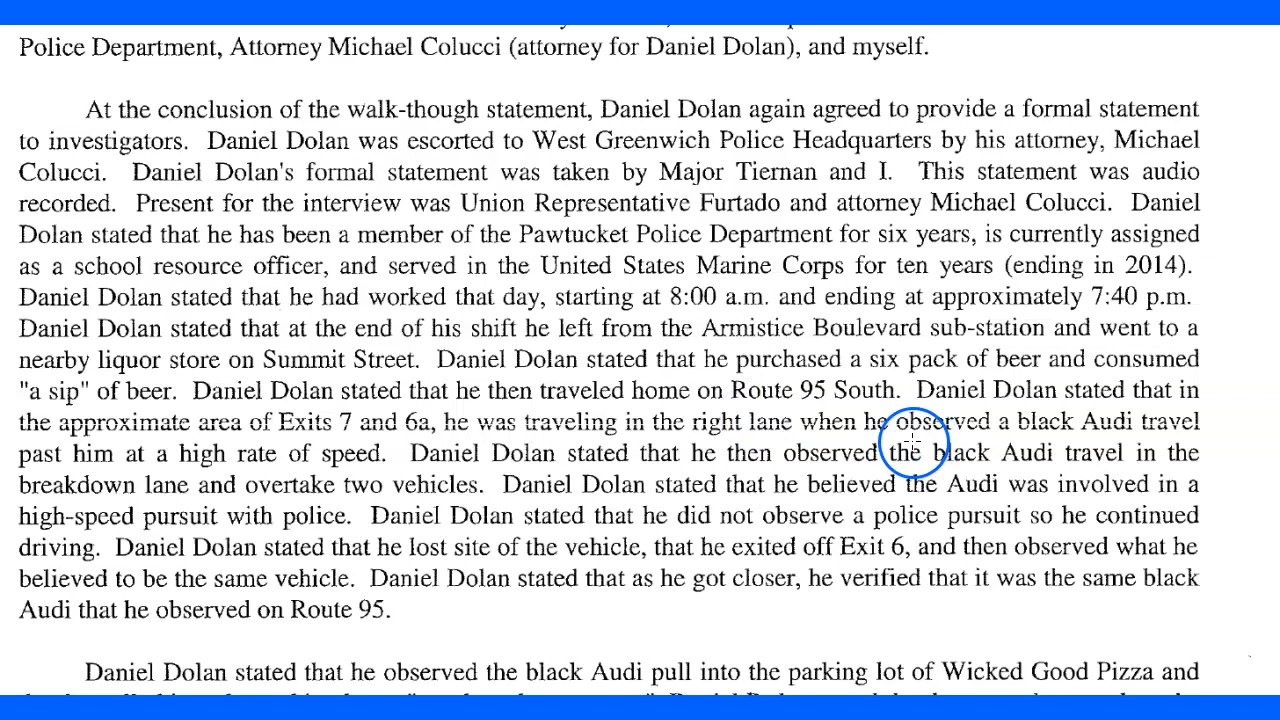 Police Department, Attorney Michael Colucci (attorney for Daniel Dolan), and myself.
At the conclusion of the walk-though statement, Daniel Dolan again agreed to provide a formal statement
to investigators. Daniel Dolan was escorted to West Greenwich Police Headquarters by his attorney, Michael
Colucci. Daniel Dolan's formal statement was taken by Major Tiernan and I. This statement was audio
recorded. Present for the interview was Union Representative Furtado and attorney Michael Colucci. Daniel
Dolan stated that he has been a member of the Pawtucket Police Department for six years, is currently assigned
as a school resource officer, and served in the United States Marine Corps for ten years (ending in 2014).
Daniel Dolan stated that he had worked that day, starting at 8:00 a.m. and ending at approximately 7:40 p.m.
Daniel Dolan stated that at the end of his shift he left from the Armistice Boulevard sub-station and went to a
nearby liquor store on Summit Street. Daniel Dolan stated that he purchased a six pack of beer and consumed
"a sip" of beer. Daniel Dolan stated that he then traveled home on Route 95 South. Daniel Dolan stated that in
the approximate area of Exits 7 and 6a, he was traveling in the right lane when he observed a black Audi travel
past him at a high rate of speed. Daniel Dolan stated that he then observed the black Audi travel in the
breakdown lane and overtake two vehicles. Daniel Dolan stated that he believed the Audi was involved in a
high-speed pursuit with police. Daniel Dolan stated that he did not observe a police pursuit so he continued
driving. Daniel Dolan stated that he lost site of the vehicle, that he exited off Exit 6, and then observed what he
believed to be the same vehicle. Daniel Dolan stated that as he got closer, he verified that it was the same black
Audi that he observed on Route 95.
Daniel Dolan stated that he observed the black Audi pull into the parking lot of Wicked Good Pizza and